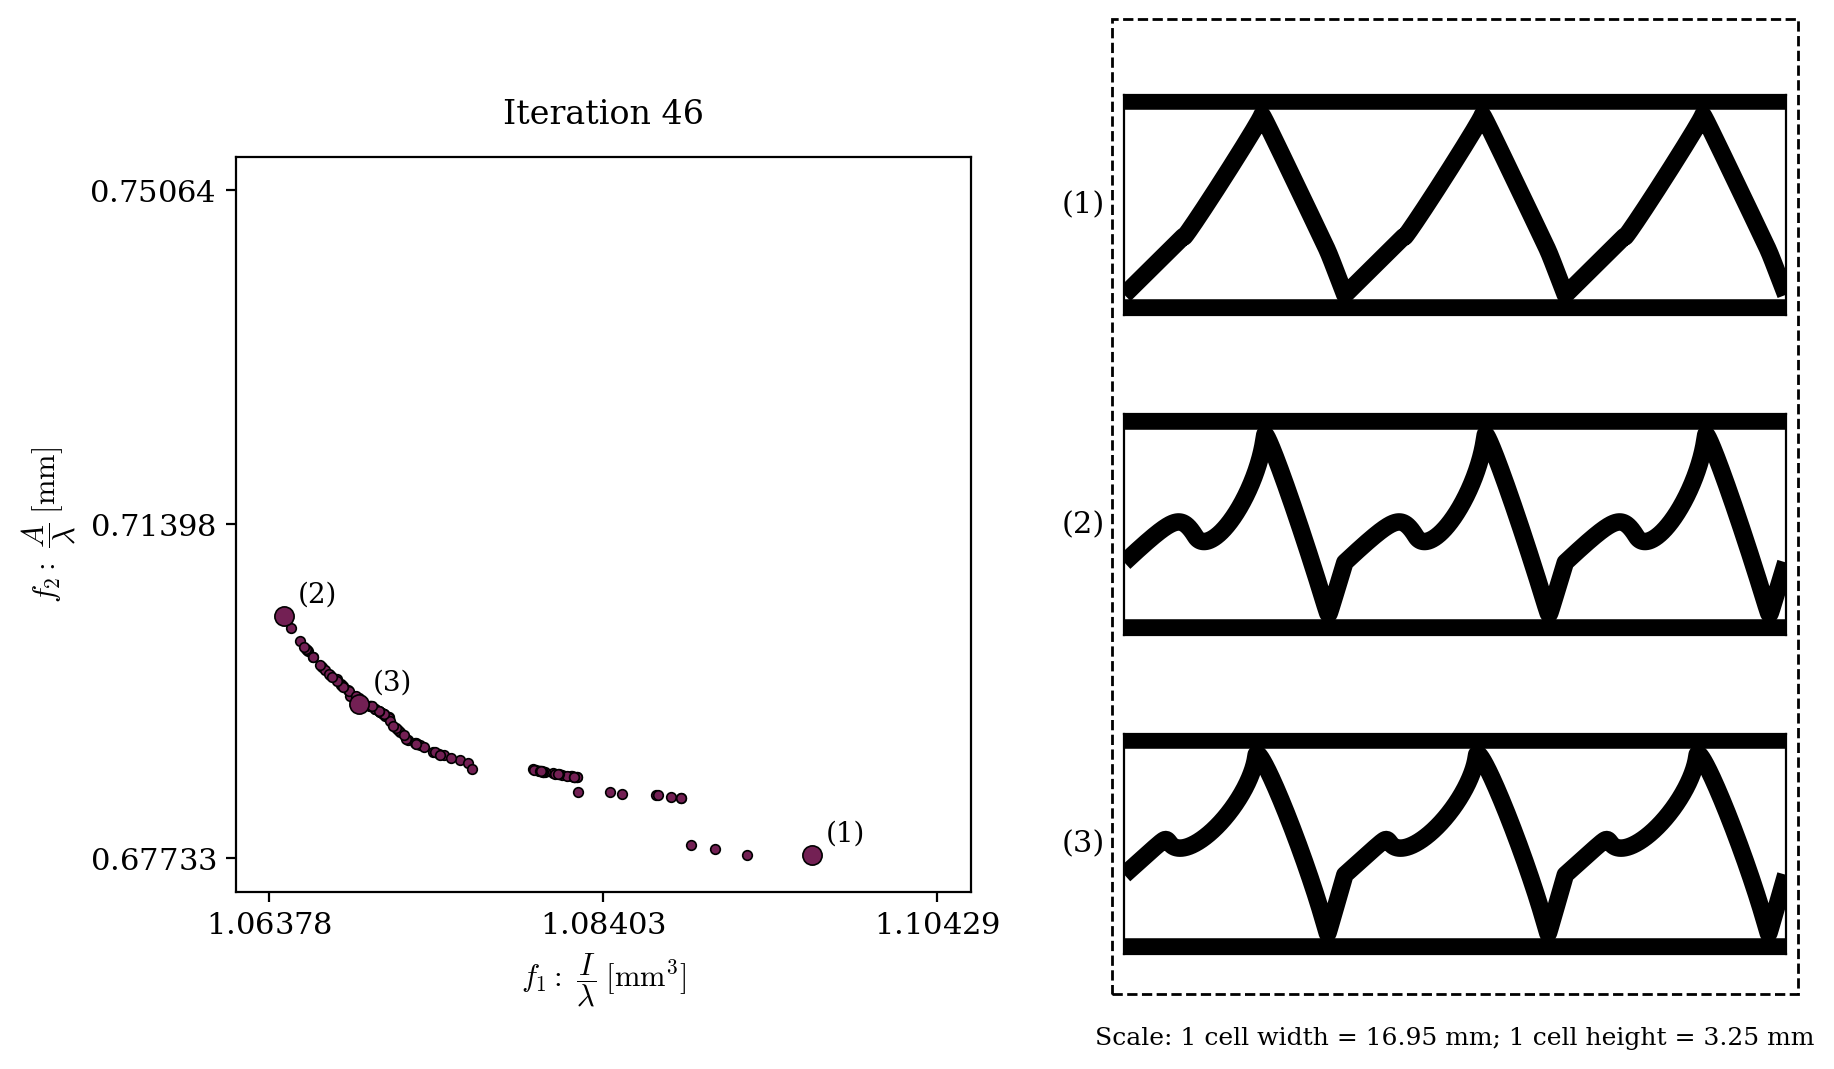 Iteration 46
0.75064
0.71398
0.67733
f₂ : A/λ [mm]
(2)
(3)
(1)
1.06378 1.08403 1.10429
f₁ : I/λ [mm³]
(1)
(2)
(3)
Scale: 1 cell width = 16.95 mm; 1 cell height = 3.25 mm